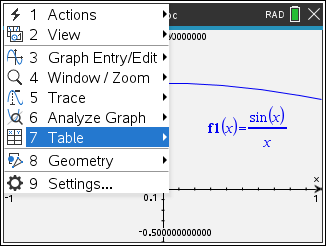 1 Actions
2 View
3 Graph Entry/Edit
4 Window / Zoom
5 Trace
6 Analyze Graph
7 Table
8 Geometry
9 Settings...
RAD
00000000000
f1(x)=sin(x)/x
x
-1
0.1
1
-0.500000000000